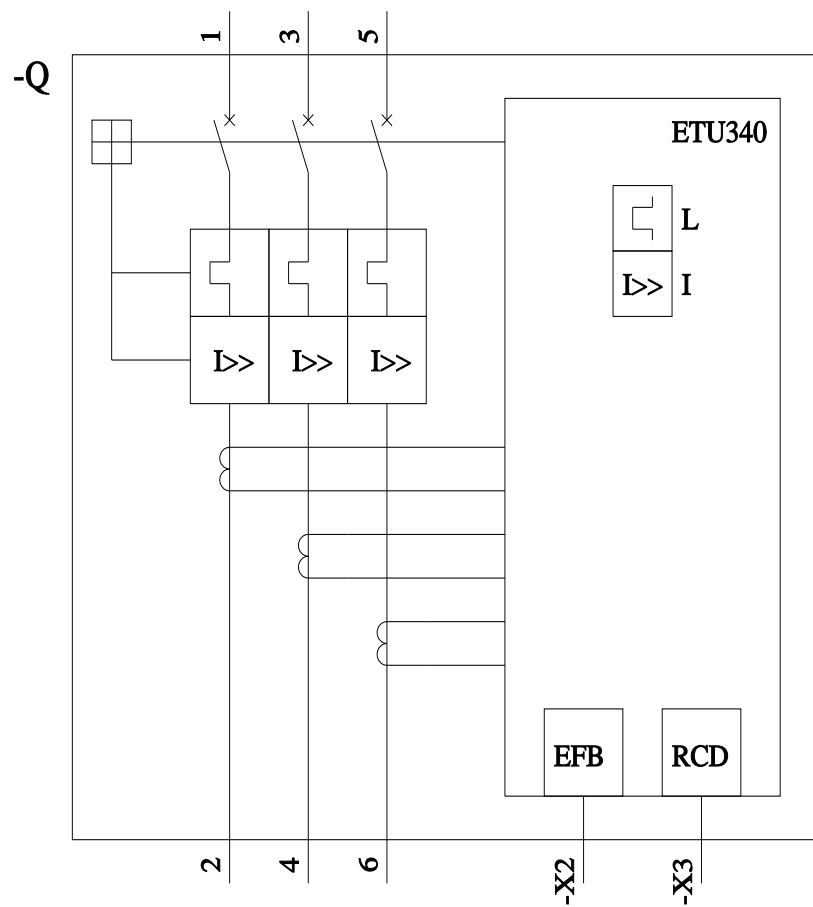 1 3 5
-Q
ETU340
L
I>> I
I>> I>> I>>
EFB RCD
2 4 6 -X2 -X3